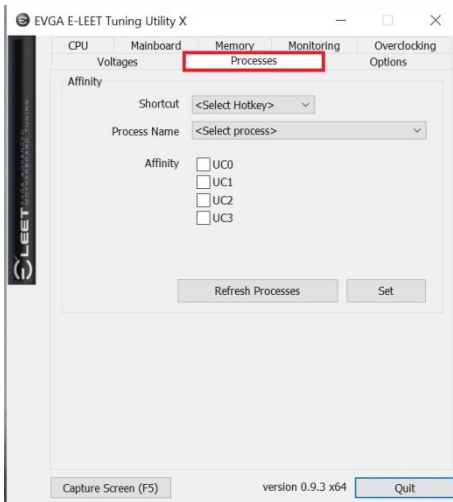 EVGA E-LEET Tuning Utility X
CPU Mainboard Memory Monitoring Overclocking
Voltages Processes Options
Affinity
Shortcut <Select Hotkey>
Process Name <Select process>
Affinity UC0
UC1
UC2
UC3
Refresh Processes Set
E-LEET
Capture Screen (F5) version 0.9.3 x64 Quit